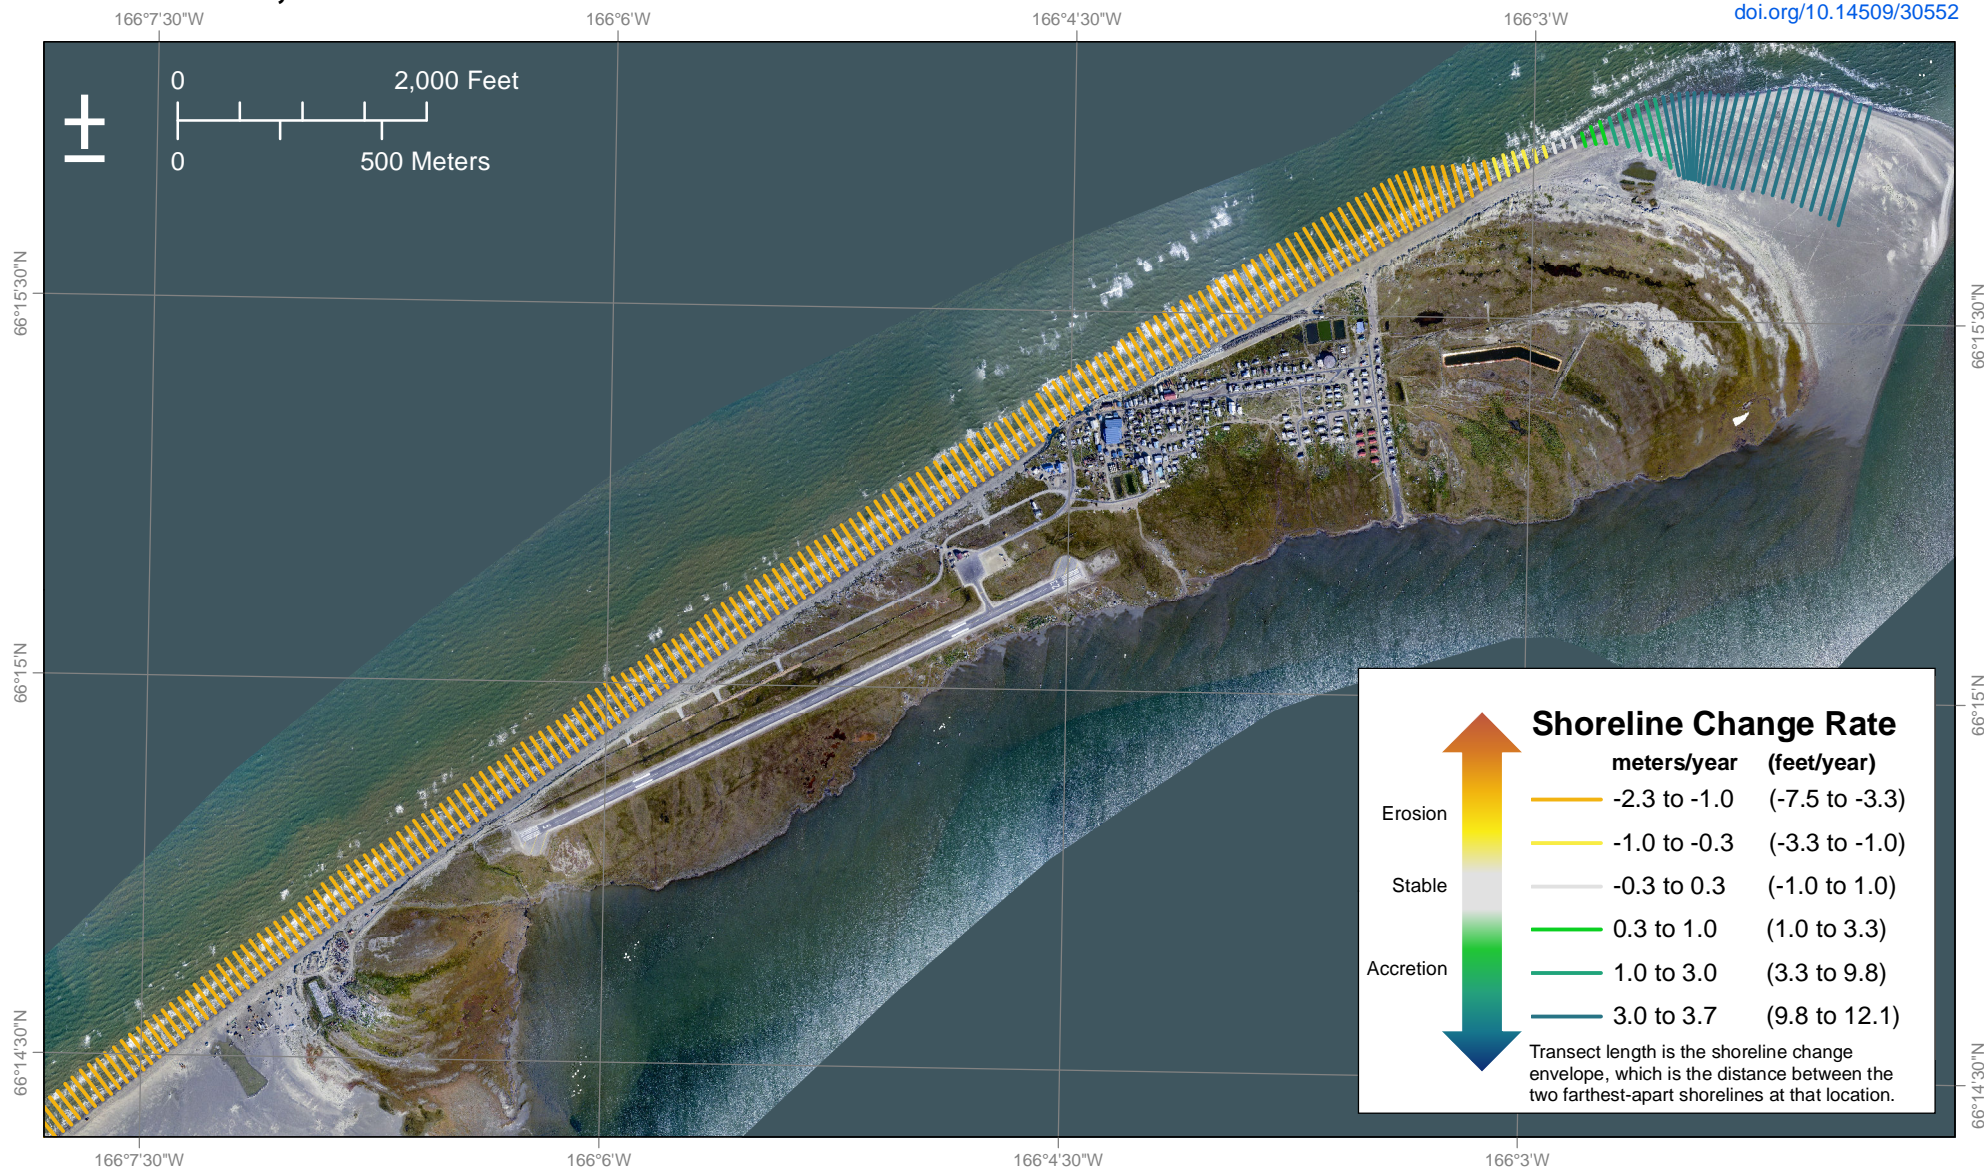 doi.org/10.14509/30552
166°7'30"W 166°6'W 166°4'30"W 166°3'W
0 2,000 Feet
0 500 Meters
66°15'30"N 66°15'30"N
66°15'N 66°15'N
Shoreline Change Rate
meters/year (feet/year)
Erosion
-2.3 to -1.0 (-7.5 to -3.3)
-1.0 to -0.3 (-3.3 to -1.0)
Stable
-0.3 to 0.3 (-1.0 to 1.0)
0.3 to 1.0 (1.0 to 3.3)
Accretion
1.0 to 3.0 (3.3 to 9.8)
3.0 to 3.7 (9.8 to 12.1)
Transect length is the shoreline change
envelope, which is the distance between the
two farthest-apart shorelines at that location.
66°14'30"N 66°14'30"N
166°7'30"W 166°6'W 166°4'30"W 166°3'W